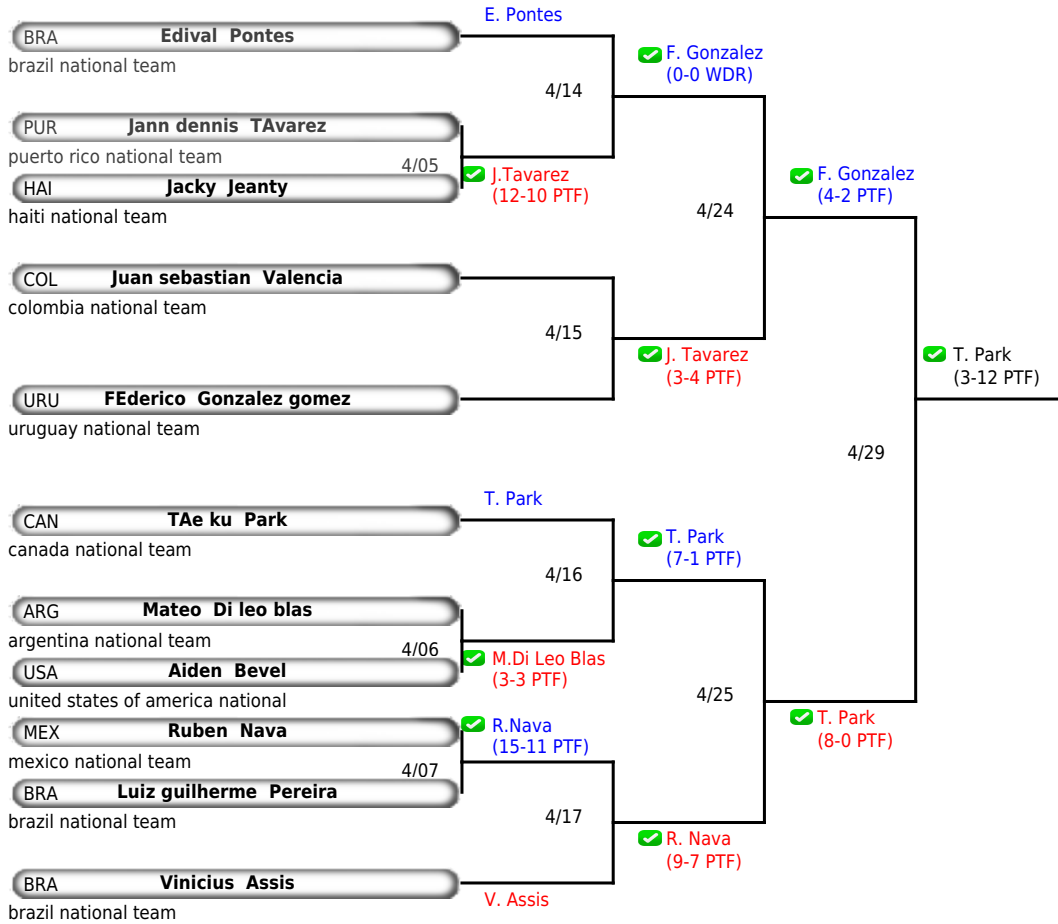 E. Pontes
BRA Edival Pontes
brazil national team
F. Gonzalez
(0-0 WDR)
4/14
PUR Jann dennis TAvarez
puerto rico national team
4/05
J.Tavarez
(12-10 PTF)
HAI Jacky Jeanty
haiti national team
F. Gonzalez
(4-2 PTF)
4/24
COL Juan sebastian Valencia
colombia national team
4/15
J. Tavarez
(3-4 PTF)
T. Park
(3-12 PTF)
URU FEderico Gonzalez gomez
uruguay national team
4/29
T. Park
CAN TAe ku Park
canada national team
T. Park
(7-1 PTF)
4/16
ARG Mateo Di leo blas
argentina national team
4/06
M.Di Leo Blas
(3-3 PTF)
USA Aiden Bevel
united states of america national
4/25
T. Park
(8-0 PTF)
MEX Ruben Nava
mexico national team
R.Nava
(15-11 PTF)
4/07
BRA Luiz guilherme Pereira
brazil national team
4/17
R. Nava
(9-7 PTF)
BRA Vinicius Assis
brazil national team
V. Assis